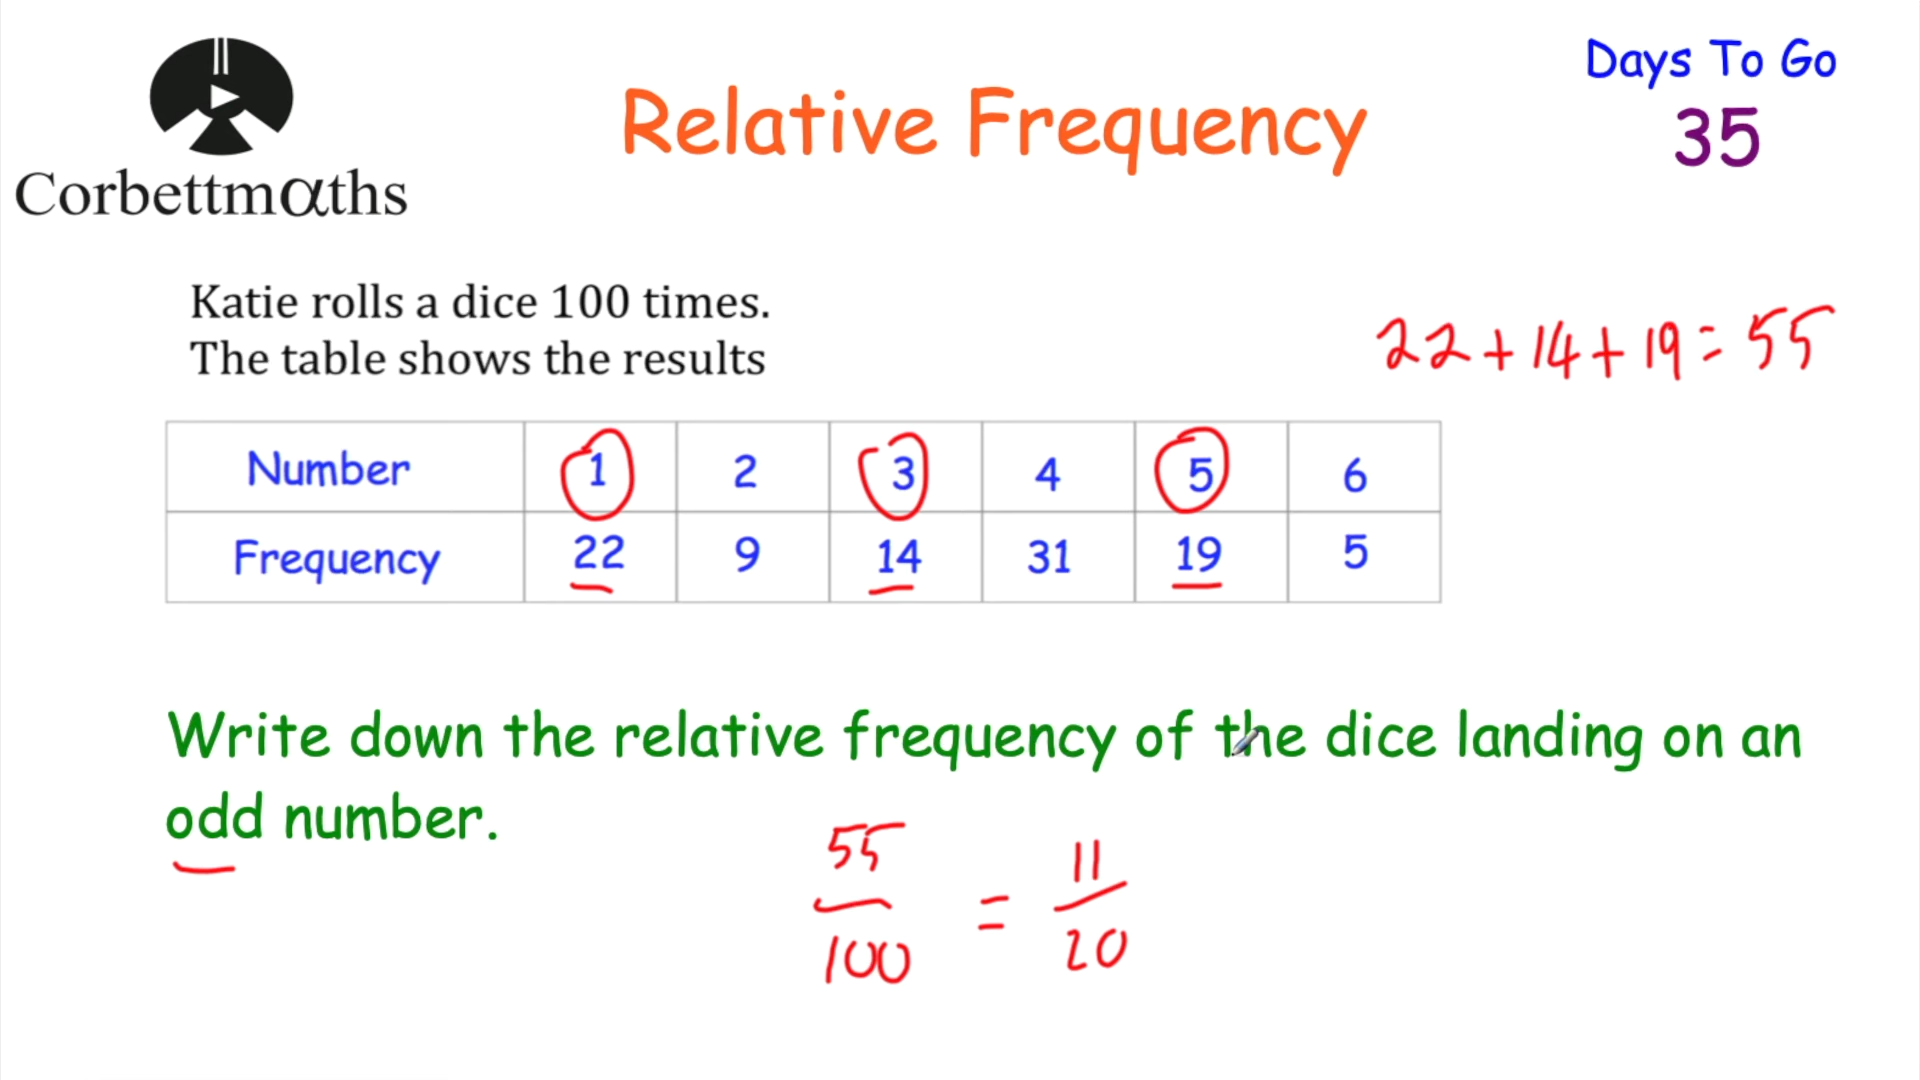 Days To Go
Relative Frequency
35
Corbettmαths
Katie rolls a dice 100 times.
The table shows the results
22 + 14 + 19 = 55
Number 1 2 3 4 5 6
Frequency 22 9 14 31 19 5
Write down the relative frequency of the dice landing on an
odd number.
55/100 = 11/20